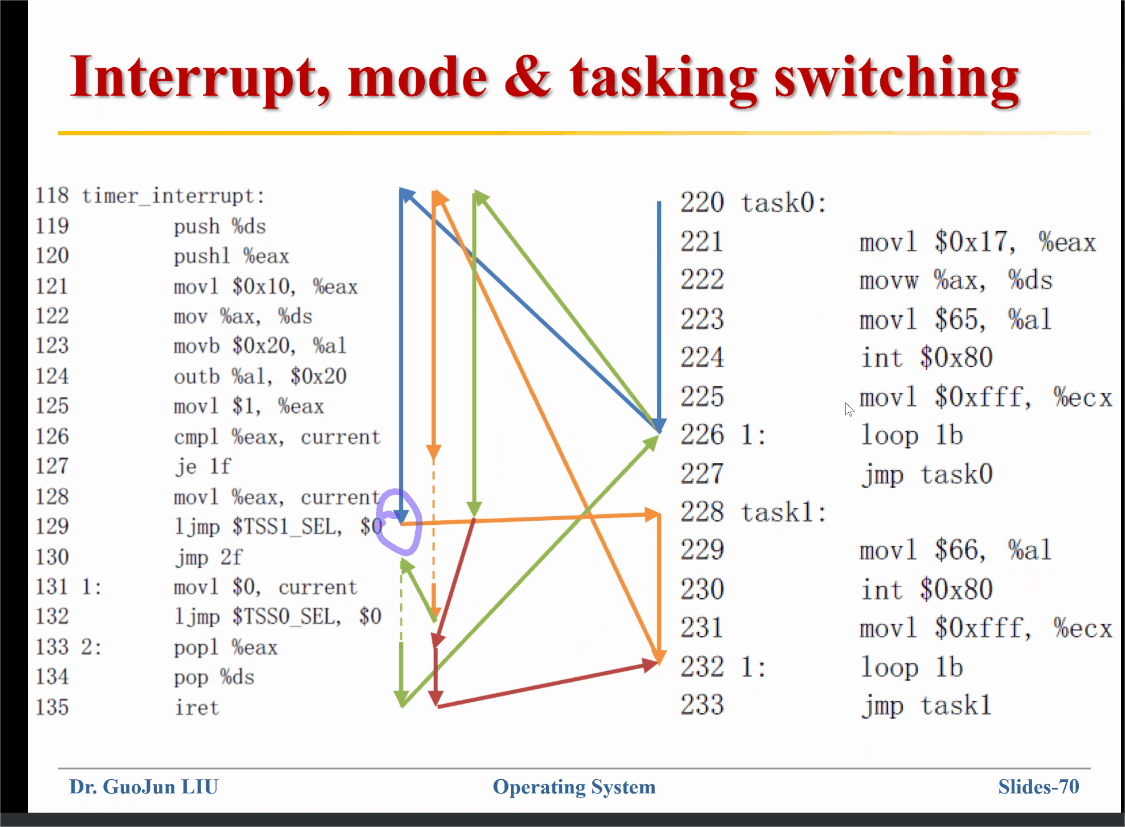 Interrupt, mode & tasking switching
118 timer_interrupt:
119 push %ds
120 pushl %eax
121 movl $0x10, %eax
122 mov %ax, %ds
123 movb $0x20, %al
124 outb %al, $0x20
125 movl $1, %eax
126 cmpl %eax, current
127 je 1f
128 movl %eax, current
129 ljmp $TSS1_SEL, $0
130 jmp 2f
131 1: movl $0, current
132 ljmp $TSS0_SEL, $0
133 2: popl %eax
134 pop %ds
135 iret
220 task0:
221 movl $0x17, %eax
222 movw %ax, %ds
223 movl $65, %al
224 int $0x80
225 movl $0xfff, %ecx
226 1: loop 1b
227 jmp task0
228 task1:
229 movl $66, %al
230 int $0x80
231 movl $0xfff, %ecx
232 1: loop 1b
233 jmp task1
Dr. GuoJun LIU Operating System Slides-70